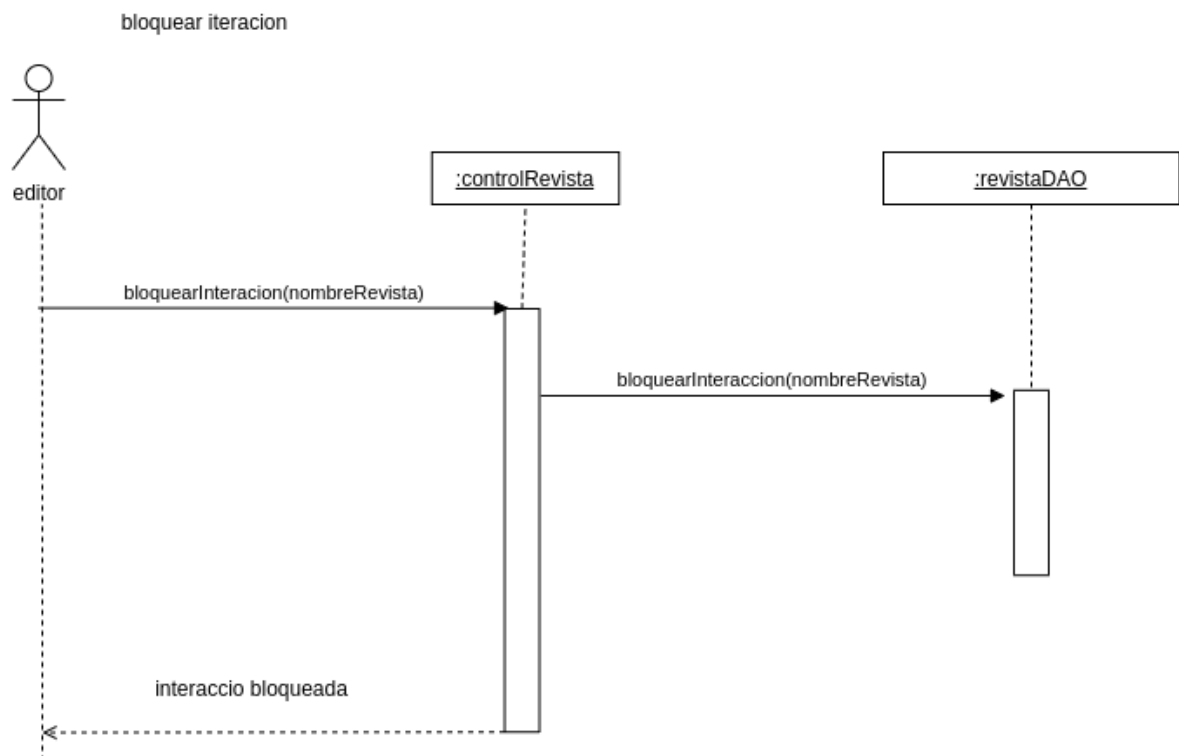 bloquear iteracion
editor
:controlRevista
:revistaDAO
bloquearInteracion(nombreRevista)
bloquearInteraccion(nombreRevista)
interaccio bloqueada